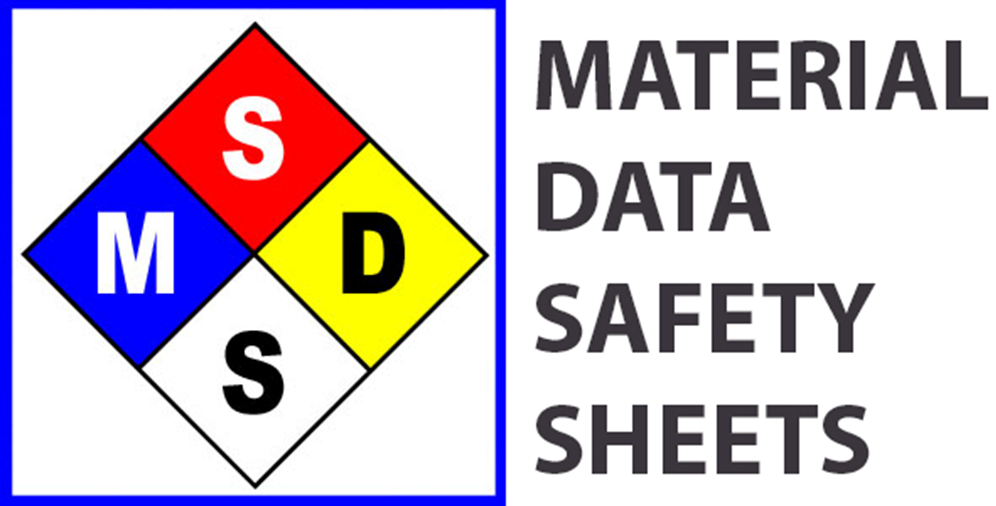 S
M D
S
MATERIAL
DATA
SAFETY
SHEETS